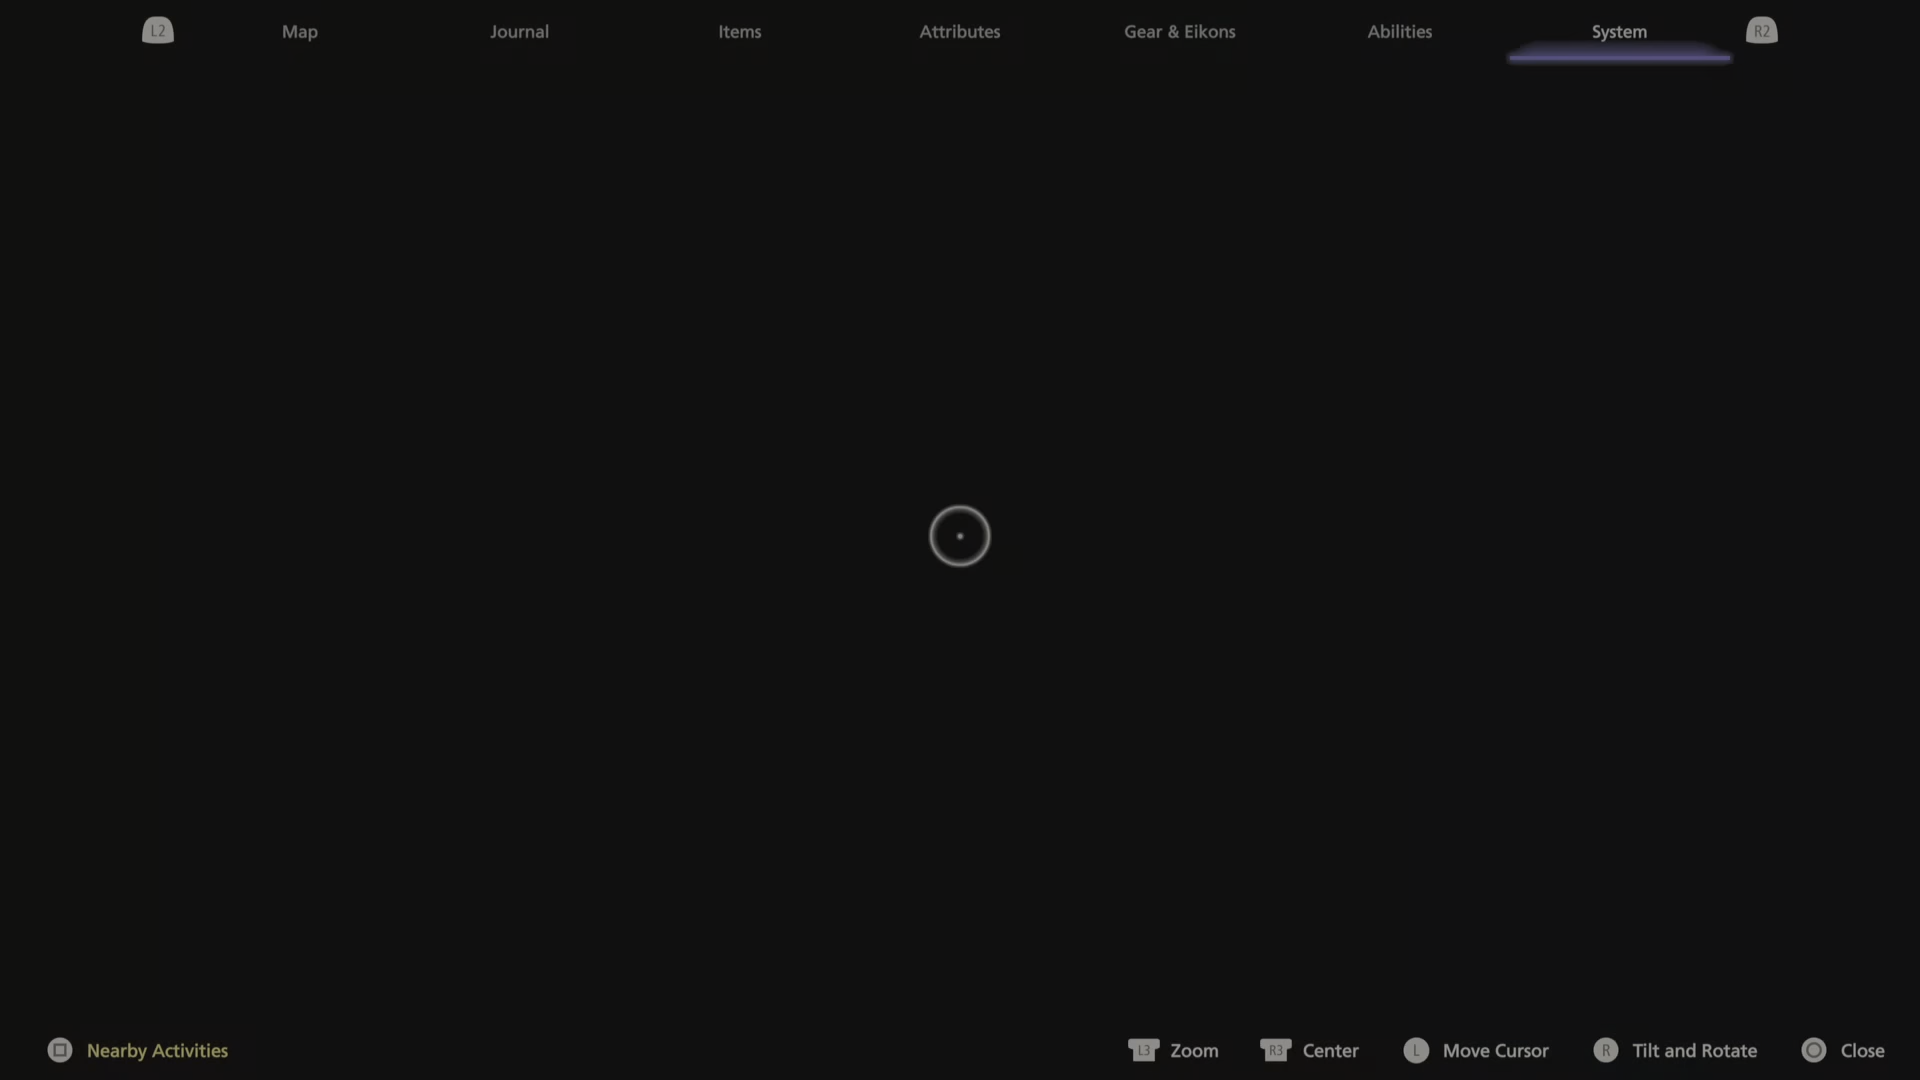 L2 Map Journal Items Attributes Gear & Eikons Abilities System R2
Nearby Activities L3 Zoom R3 Center L Move Cursor R Tilt and Rotate Close